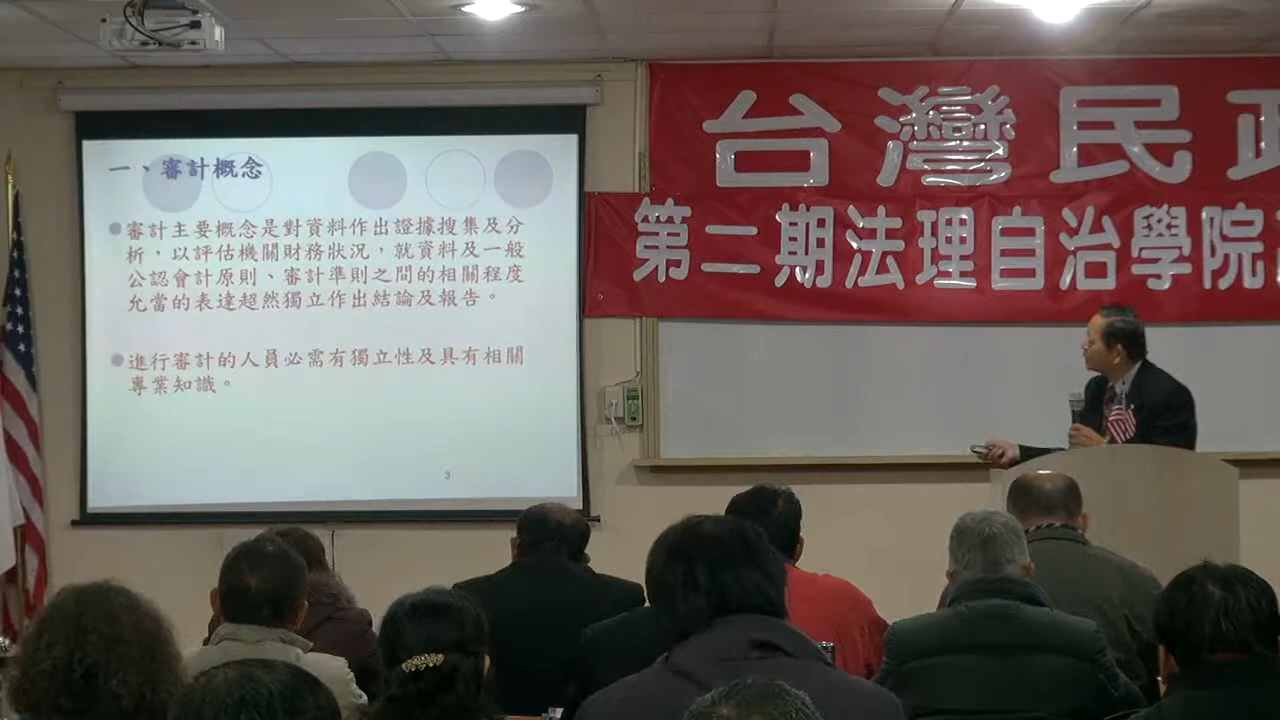 一、審計概念
審計主要概念是對資料作出證據搜集及分
析，以評估機關財務狀況，就資料及一般
公認會計原則、審計準則之間的相關程度
允當的表達超然獨立作出結論及報告。
進行審計的人員必需有獨立性及具有相關
專業知識。
3
台灣民政
第二期法理自治學院